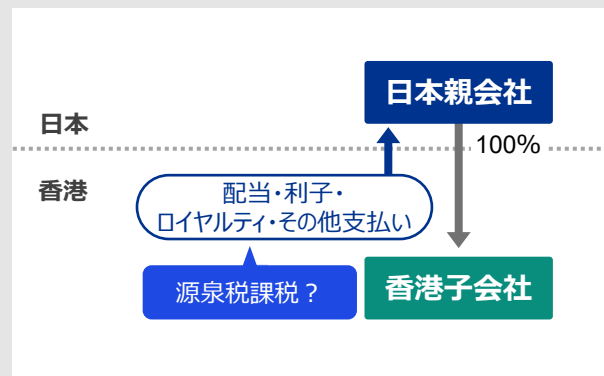 日本親会社
日本
100%
香港
配当・利子・
ロイヤルティ・その他支払い
源泉税課税？
香港子会社